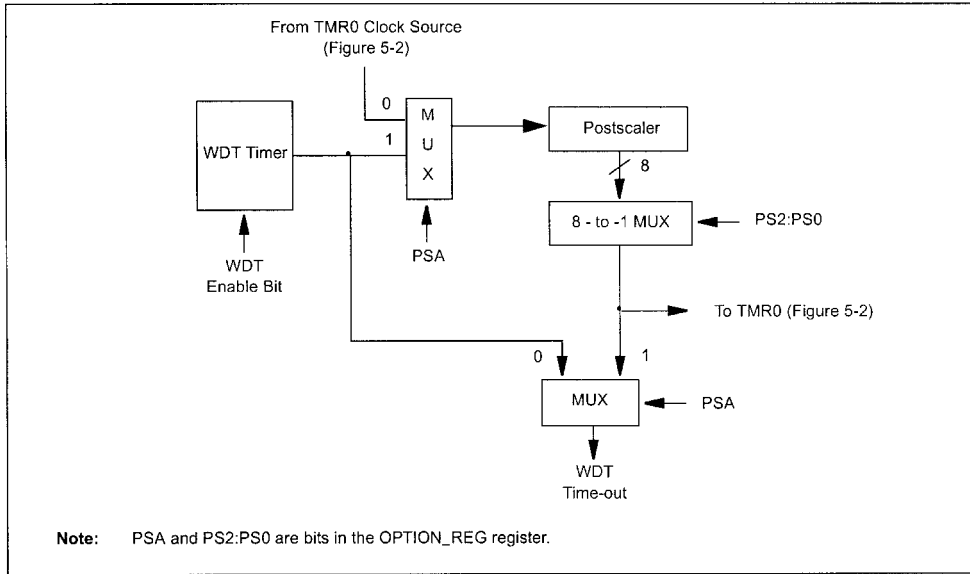 From TMR0 Clock Source
(Figure 5-2)
0
1
M
U
X
WDT Timer
Postscaler
8
8 - to -1 MUX
PS2:PS0
PSA
WDT
Enable Bit
To TMR0 (Figure 5-2)
0
1
MUX
PSA
WDT
Time-out
Note: PSA and PS2:PS0 are bits in the OPTION_REG register.